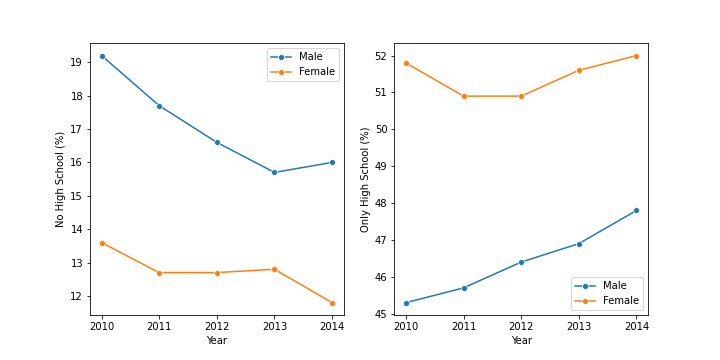 No High School (%)
19
18
17
16
15
14
13
12
Male
Female
2010 2011 2012 2013 2014
Year
Only High School (%)
52
51
50
49
48
47
46
45
Male
Female
2010 2011 2012 2013 2014
Year